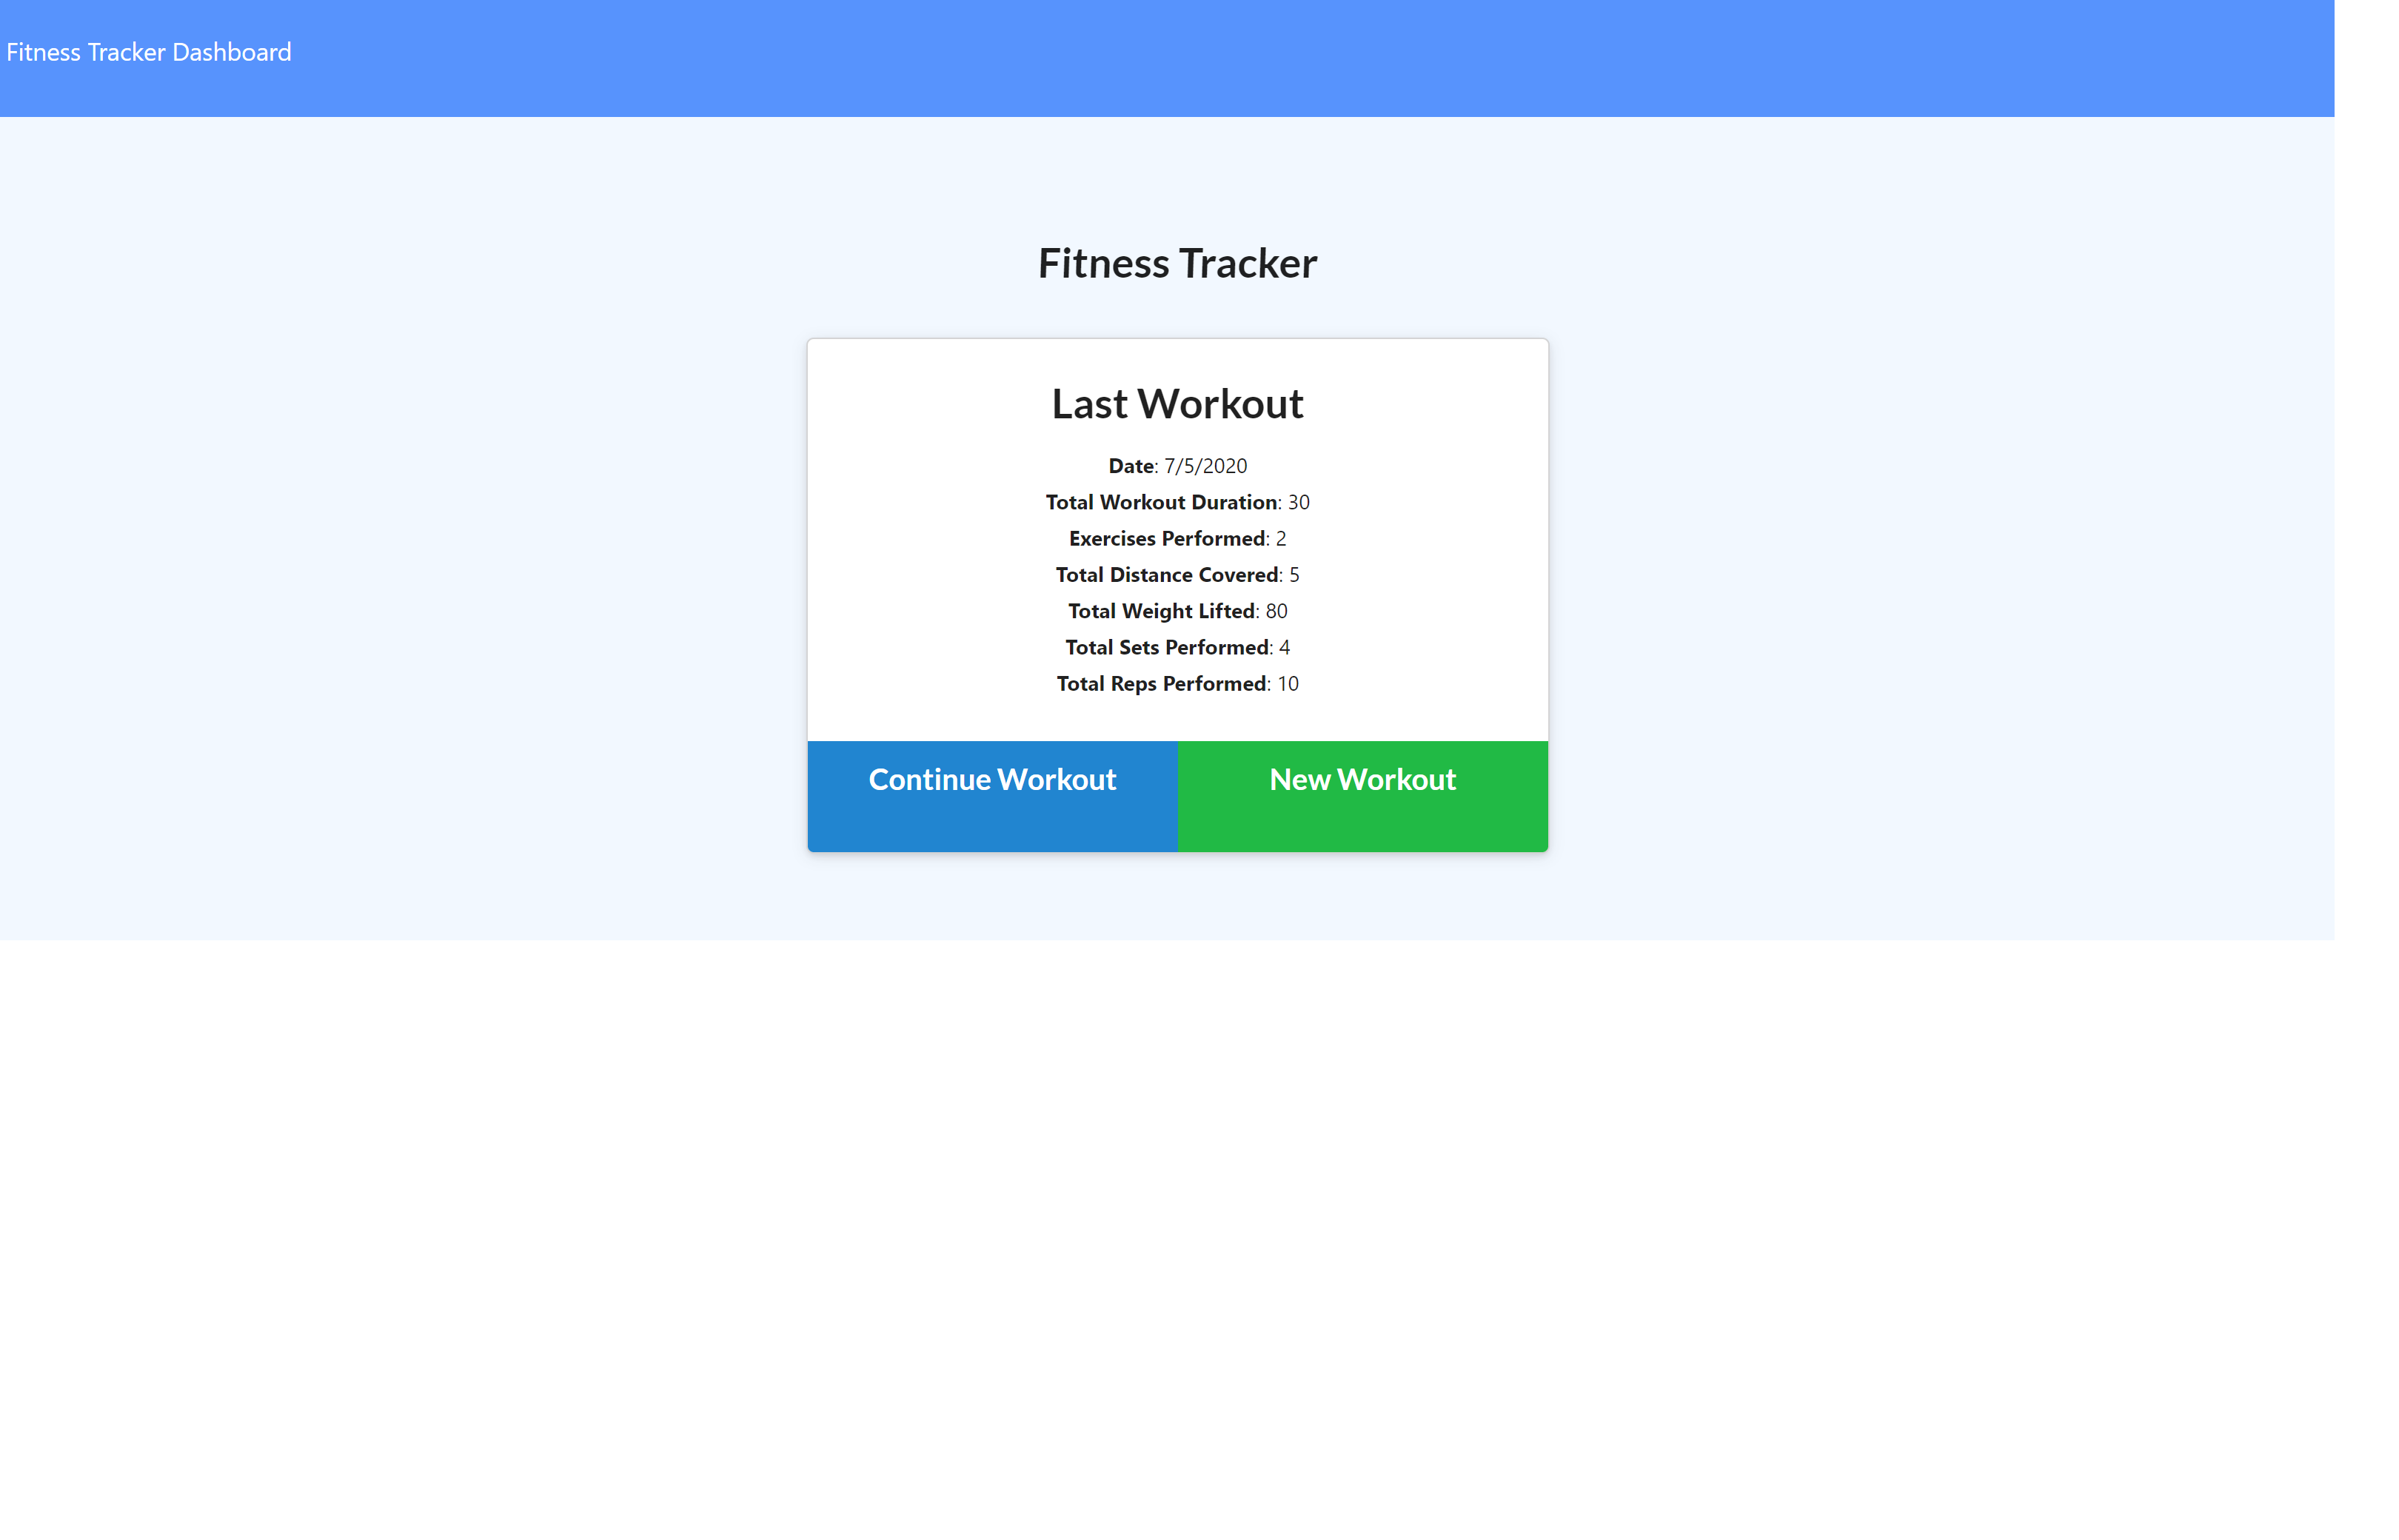 Fitness Tracker Dashboard
Fitness Tracker
Last Workout
Date: 7/5/2020
Total Workout Duration: 30
Exercises Performed: 2
Total Distance Covered: 5
Total Weight Lifted: 80
Total Sets Performed: 4
Total Reps Performed: 10
Continue Workout
New Workout